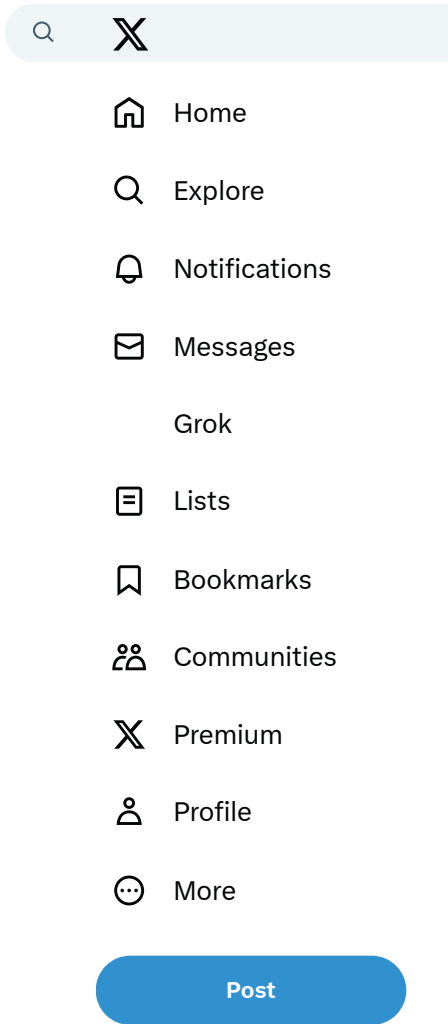 Home
Explore
Notifications
Messages
Grok
Lists
Bookmarks
Communities
Premium
Profile
More
Post